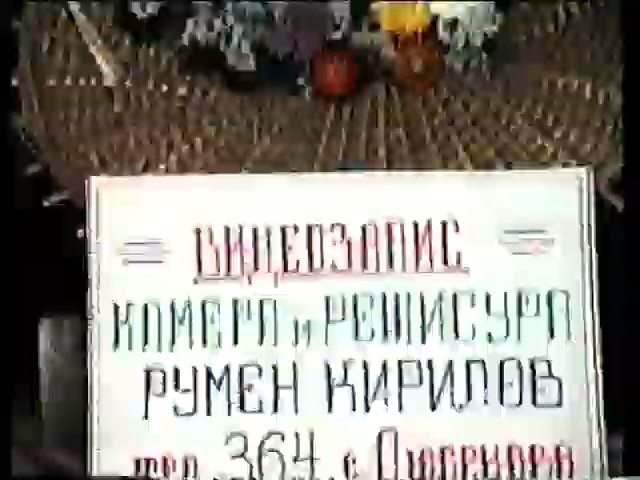 ВИДЕОЗАПИС
КАМЕРА и РЕЖИСУРА
РУМЕН КИРИЛОВ
тел. 364 с.